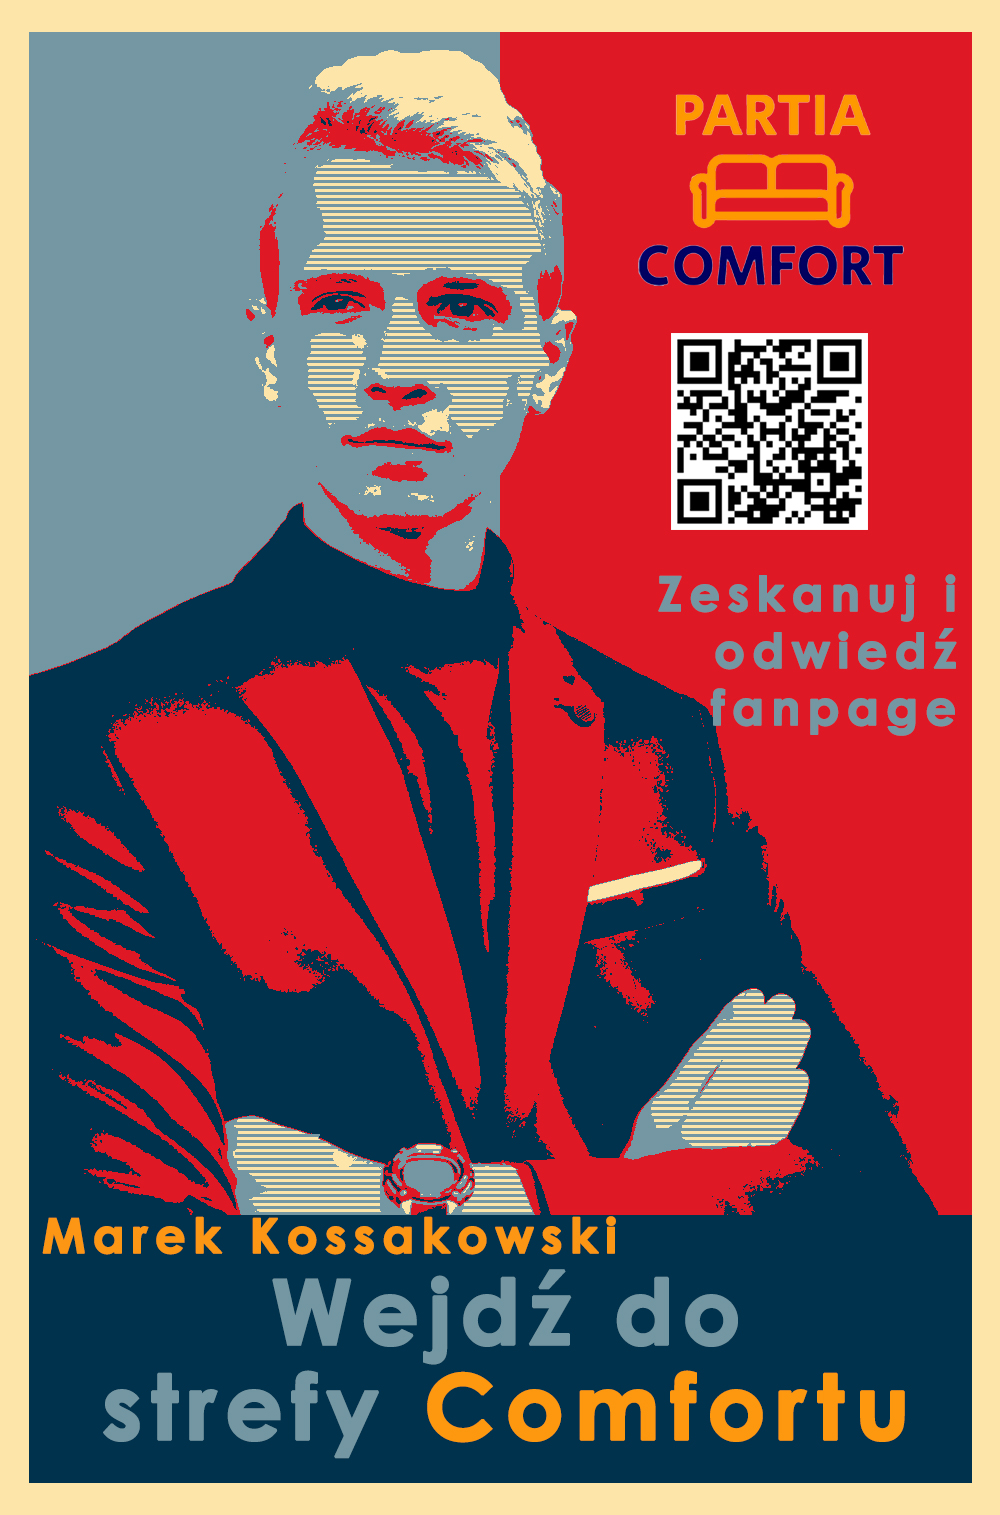 PARTIA
COMFORT
Zeskanuj i
odwiedź
fanpage
Marek Kossakowski
Wejdź do
strefy Comfortu